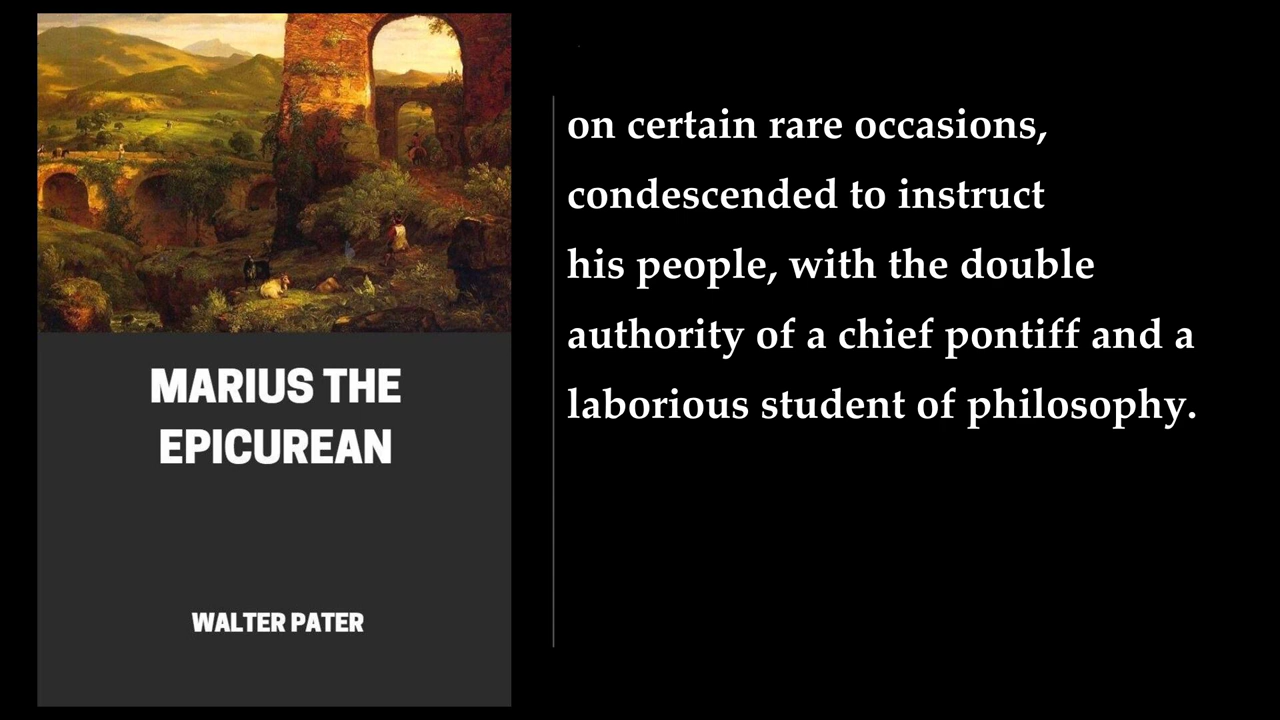 MARIUS THE
EPICUREAN
WALTER PATER
on certain rare occasions,
condescended to instruct
his people, with the double
authority of a chief pontiff and a
laborious student of philosophy.